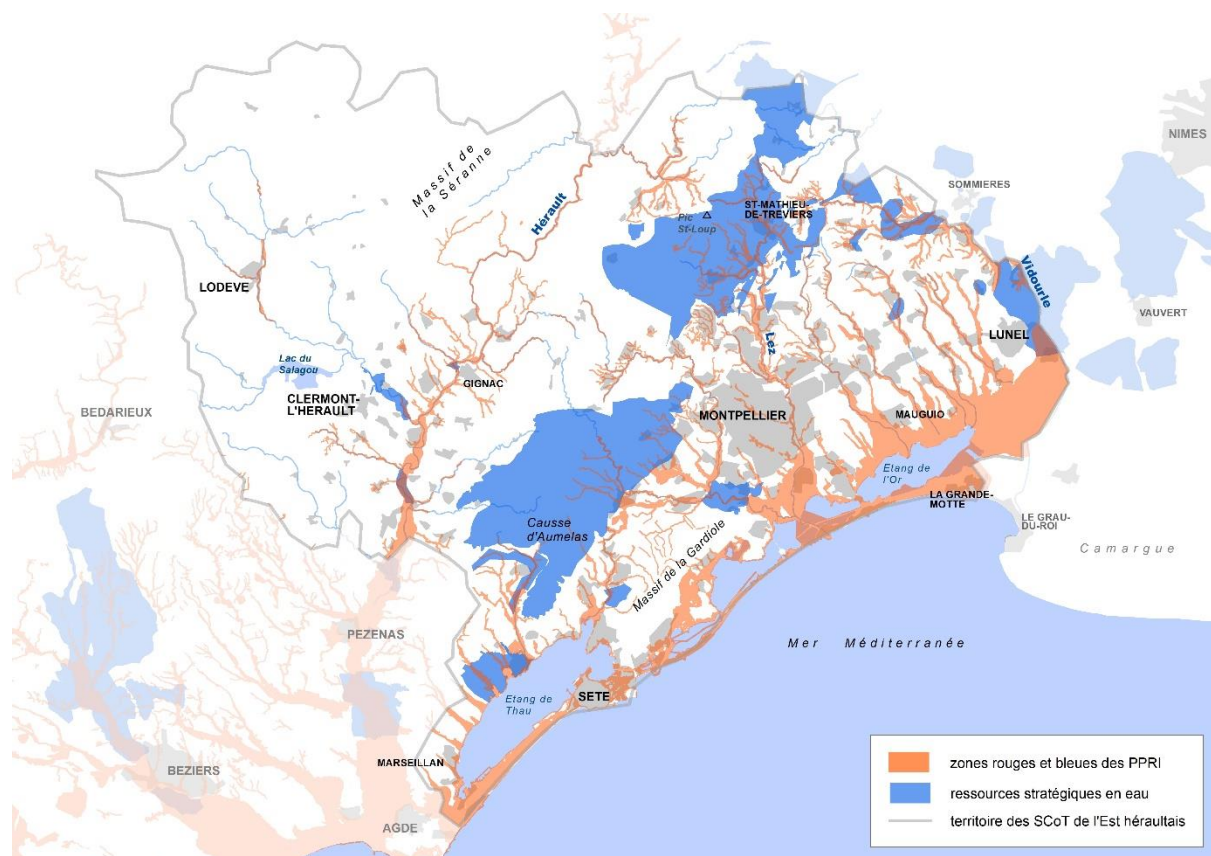 NIMES
Massif de
la Séranne
SOMMIERES
ST-MATHIEU-
DE-TREVIERS
Pic
St-Loup
Hérault
Vidourle
LODEVE
VAUVERT
LUNEL
Lez
Lac du
Salagou
GIGNAC
CLERMONT-
L'HERAULT
BEDARIEUX
MONTPELLIER
MAUGUIO
Etang de
l'Or
LA GRANDE-
MOTTE
LE GRAU-
DU-ROI
Camargue
Causse
d'Aumelas
Massif de la Gardiole
PEZENAS
Mer Méditerranée
SETE
Etang de
Thau
MARSEILLAN
BEZIERS
AGDE
zones rouges et bleues des PPRI
ressources stratégiques en eau
territoire des SCoT de l'Est héraultais